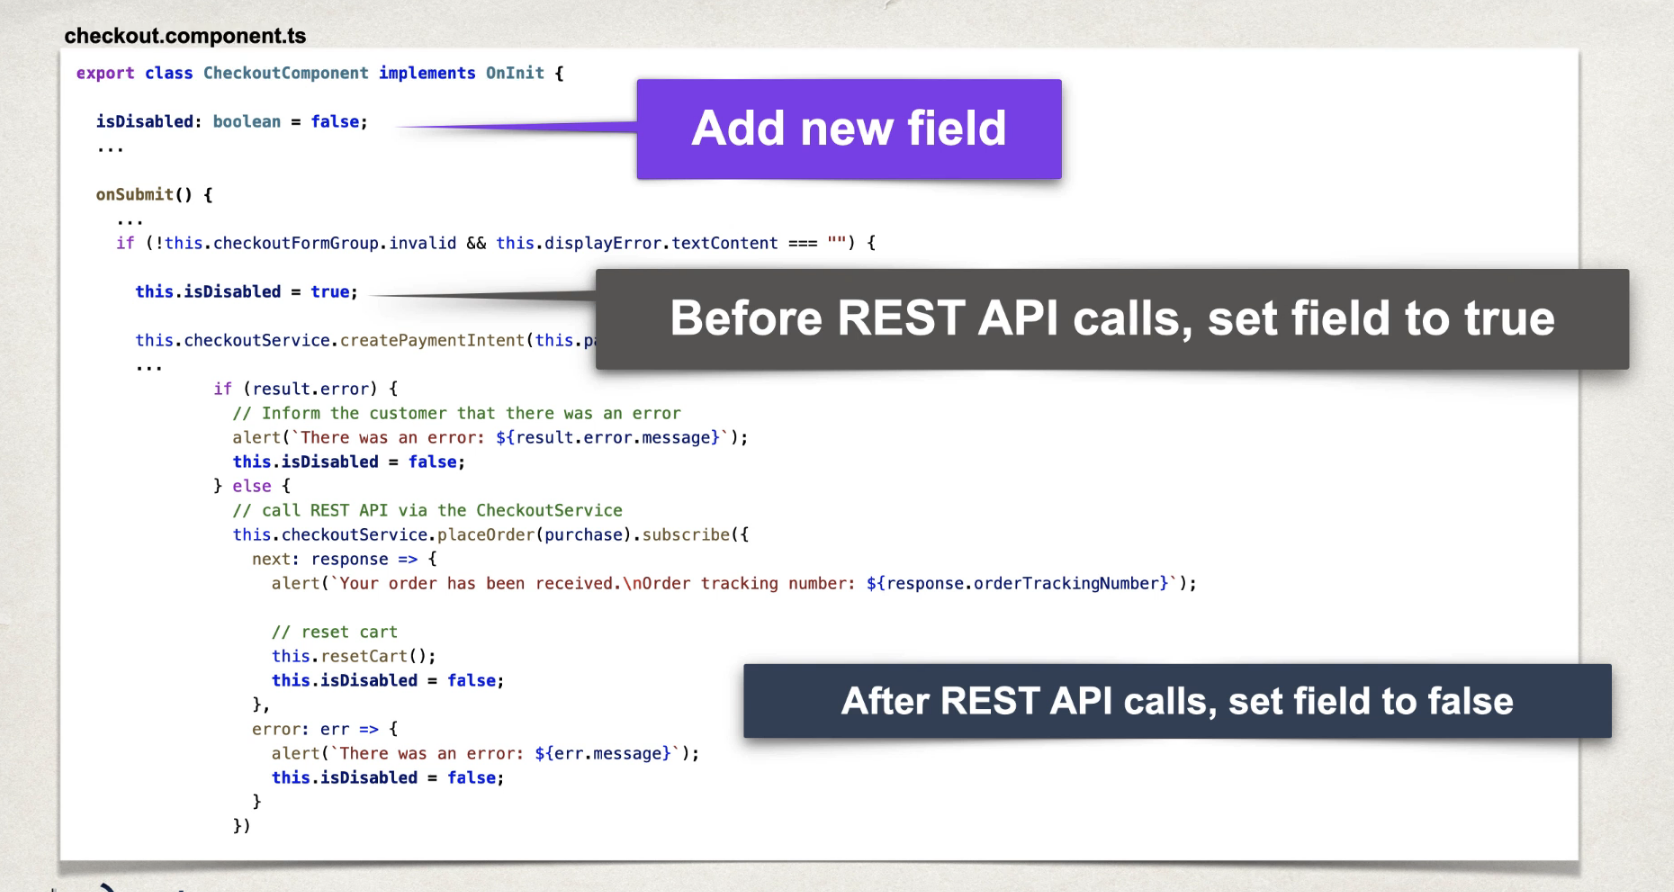 checkout.component.ts
export class CheckoutComponent implements OnInit {
isDisabled: boolean = false;
...
Add new field
onSubmit() {
...
if (!this.checkoutFormGroup.invalid && this.displayError.textContent === "") {
this.isDisabled = true;
Before REST API calls, set field to true
this.checkoutService.createPaymentIntent(this.p
...
if (result.error) {
// Inform the customer that there was an error
alert(`There was an error: ${result.error.message}`);
this.isDisabled = false;
} else {
// call REST API via the CheckoutService
this.checkoutService.placeOrder(purchase).subscribe({
next: response => {
alert(`Your order has been received.\nOrder tracking number: ${response.orderTrackingNumber}`);
// reset cart
this.resetCart();
this.isDisabled = false;
After REST API calls, set field to false
},
error: err => {
alert(`There was an error: ${err.message}`);
this.isDisabled = false;
}
})